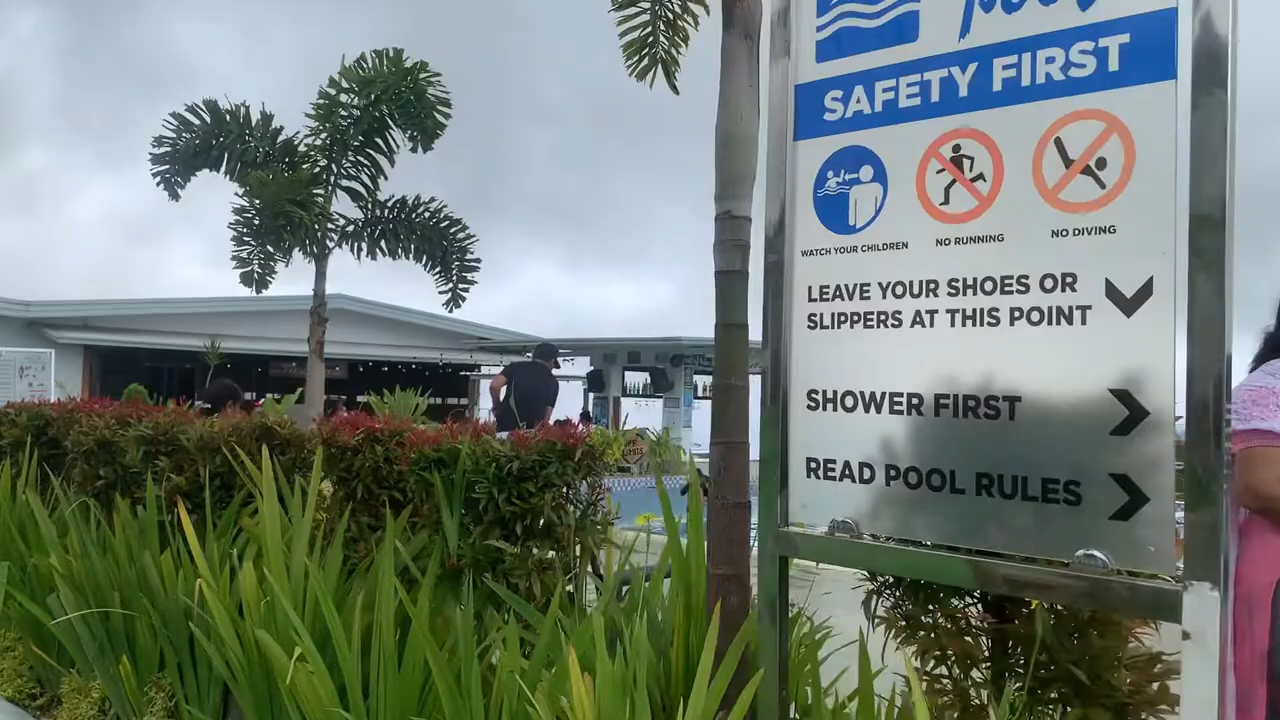 pool
SAFETY FIRST
WATCH YOUR CHILDREN
NO RUNNING
NO DIVING
LEAVE YOUR SHOES OR
SLIPPERS AT THIS POINT
SHOWER FIRST
READ POOL RULES